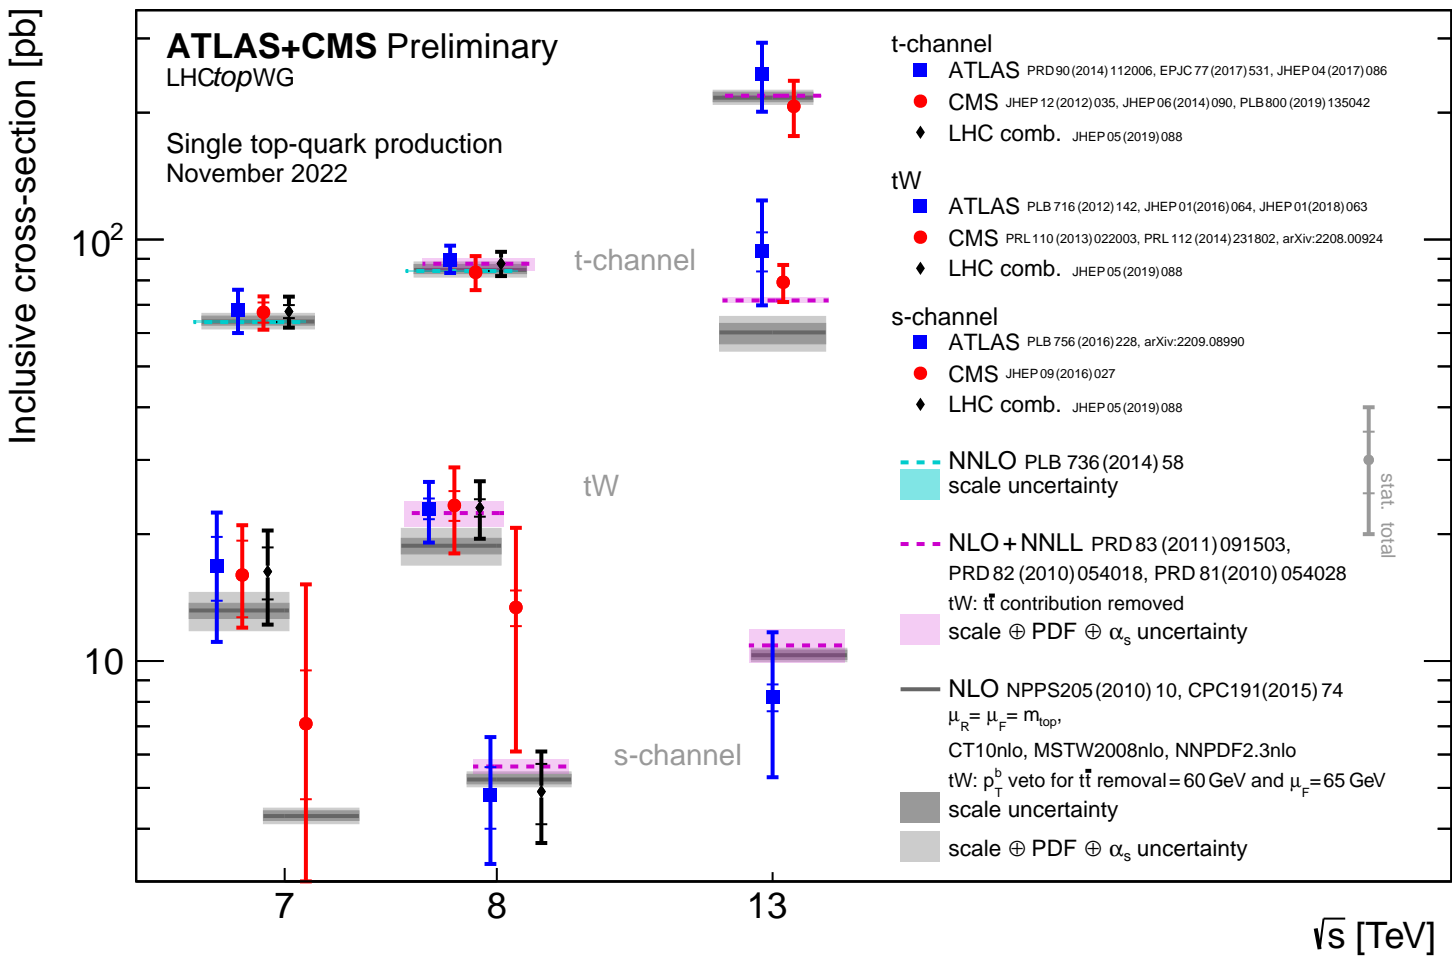 Inclusive cross-section [pb]
ATLAS+CMS Preliminary
LHCtopWG
Single top-quark production
November 2022
10²
10
t-channel
tW
s-channel
7
8
13
√s [TeV]
t-channel
ATLAS PRD 90 (2014) 112006, EPJC 77 (2017) 531, JHEP 04 (2017) 086
CMS JHEP 12 (2012) 035, JHEP 06 (2014) 090, PLB 800 (2019) 135042
LHC comb. JHEP 05 (2019) 088
tW
ATLAS PLB 716 (2012) 142, JHEP 01 (2016) 064, JHEP 01 (2018) 063
CMS PRL 110 (2013) 022003, PRL 112 (2014) 231802, arXiv:2208.00924
LHC comb. JHEP 05 (2019) 088
s-channel
ATLAS PLB 756 (2016) 228, arXiv:2209.08990
CMS JHEP 09 (2016) 027
LHC comb. JHEP 05 (2019) 088
NNLO PLB 736 (2014) 58
scale uncertainty
NLO + NNLL PRD 83 (2011) 091503,
PRD 82 (2010) 054018, PRD 81 (2010) 054028
tW: tt̄ contribution removed
scale ⊕ PDF ⊕ αs uncertainty
NLO NPPS205 (2010) 10, CPC191 (2015) 74
μR = μF = mtop,
CT10nlo, MSTW2008nlo, NNPDF2.3nlo
tW: pTb veto for tt̄ removal = 60 GeV and μF = 65 GeV
scale uncertainty
scale ⊕ PDF ⊕ αs uncertainty
stat. total